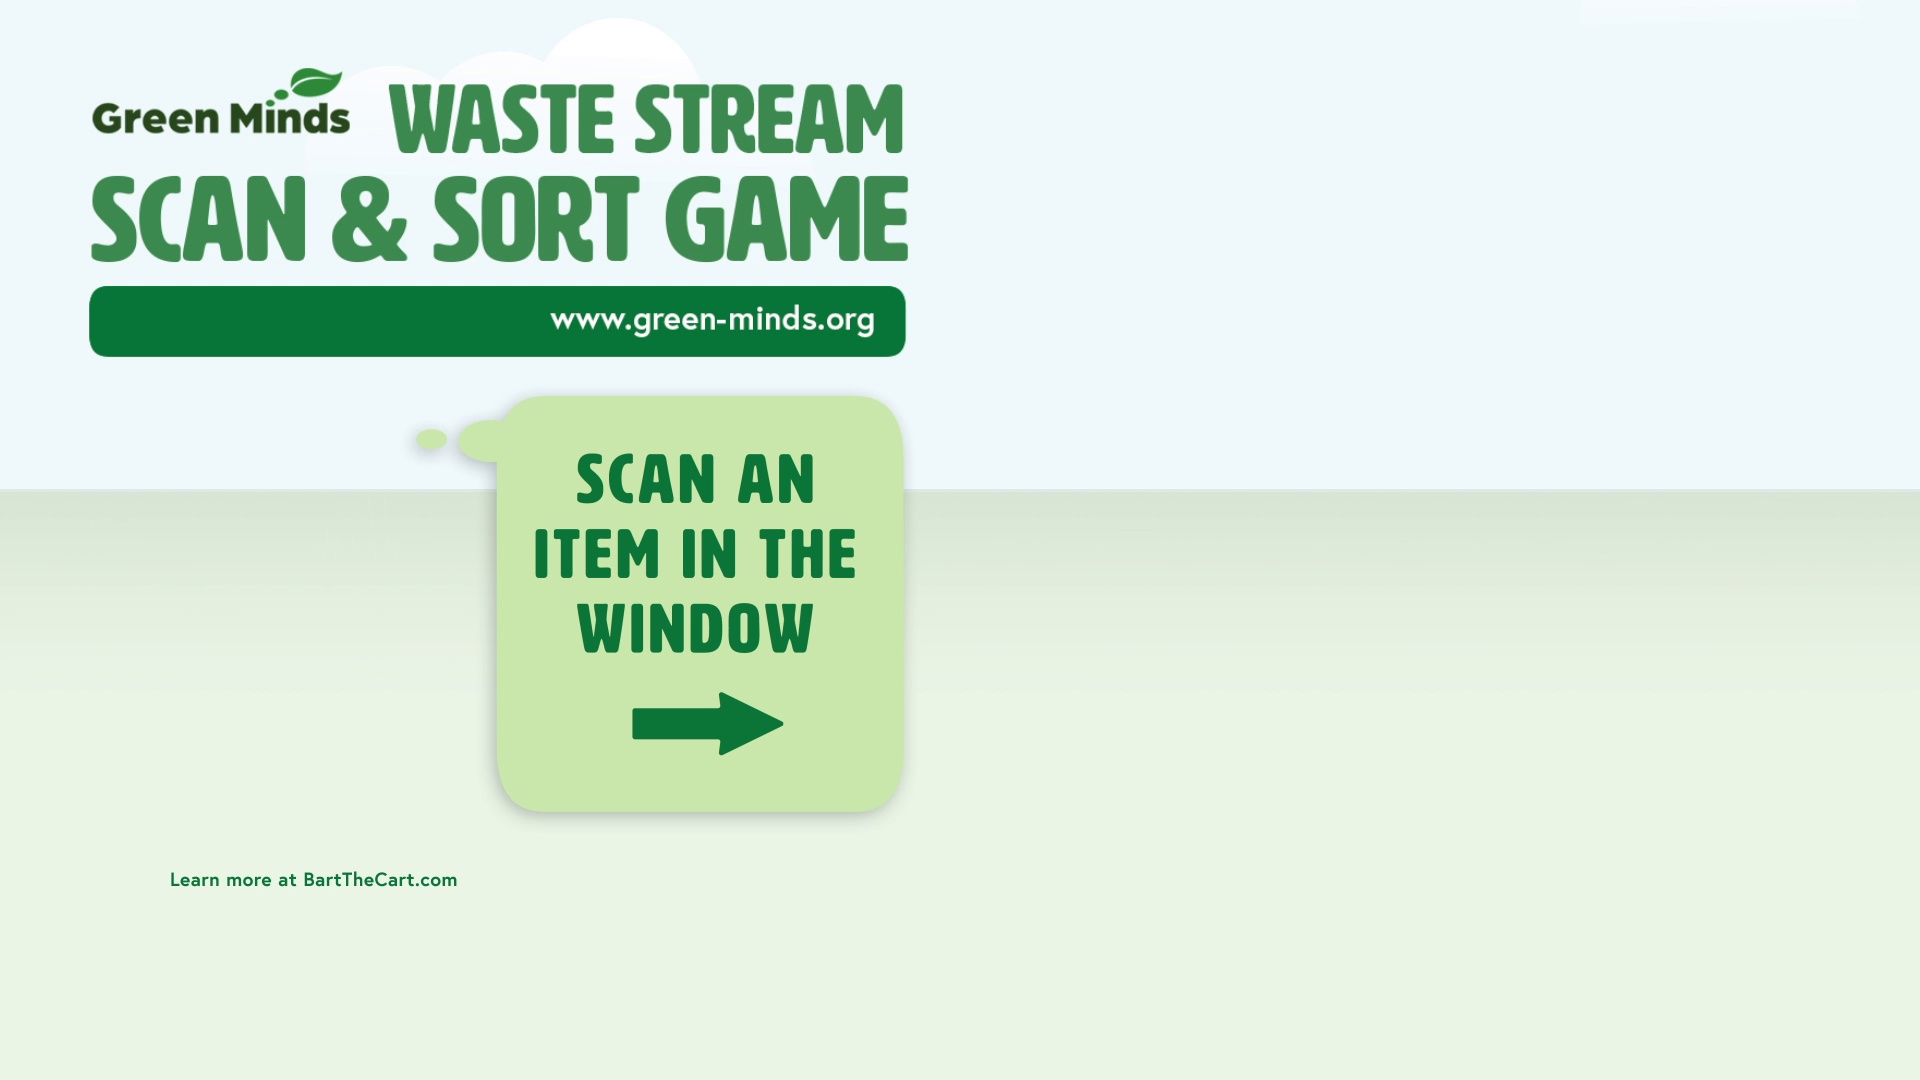 Green Minds WASTE STREAM
SCAN & SORT GAME
www.green-minds.org
SCAN AN
ITEM IN THE
WINDOW
Learn more at BartTheCart.com